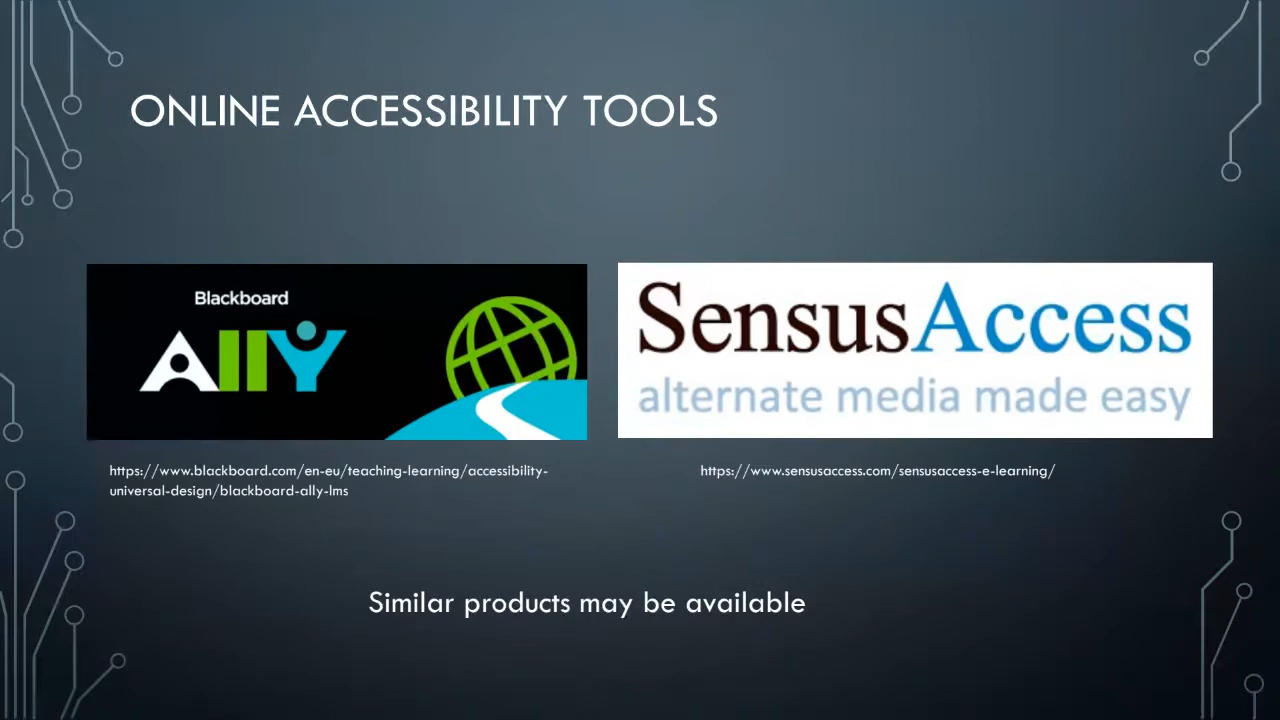 ONLINE ACCESSIBILITY TOOLS
Blackboard
Ally
SensusAccess
alternate media made easy
https://www.blackboard.com/en-eu/teaching-learning/accessibility-
universal-design/blackboard-ally-lms
https://www.sensusaccess.com/sensusaccess-e-learning/
Similar products may be available